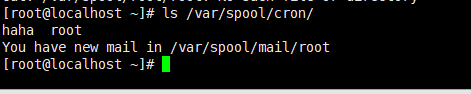 [root@localhost ~]# ls /var/spool/cron/
haha  root
You have new mail in /var/spool/mail/root
[root@localhost ~]#